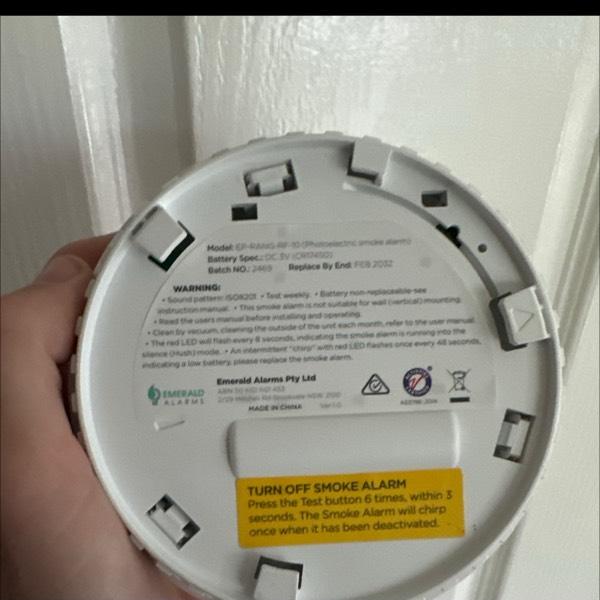 Model: EP-RANG-RF-10 (Photoelectric smoke alarm)
Battery Spec.: DC 3V (CR17450)
Batch NO.: 2469 Replace By End: FEB 2032
WARNING:
• Sound pattern: ISO8201 • Test weekly. • Battery non-replaceable-see
instruction manual. • This smoke alarm is not suitable for wall (vertical) mounting.
• Read the users manual before installing and operating.
• Clean by vacuum, cleaning the outside of the unit each month, refer to the user manual.
• The red LED will flash every 8 seconds, indicating the smoke alarm is running into the
silence (Hush) mode. • An intermittent "chirp" with red LED flashes once every 48 seconds,
indicating a low battery, please replace the smoke alarm.
EMERALD
ALARMS
Emerald Alarms Pty Ltd
ABN
NSW
MADE IN CHINA Ver1.0
TURN OFF SMOKE ALARM
Press the Test button 6 times, within 3
seconds. The Smoke Alarm will chirp
once when it has been deactivated.